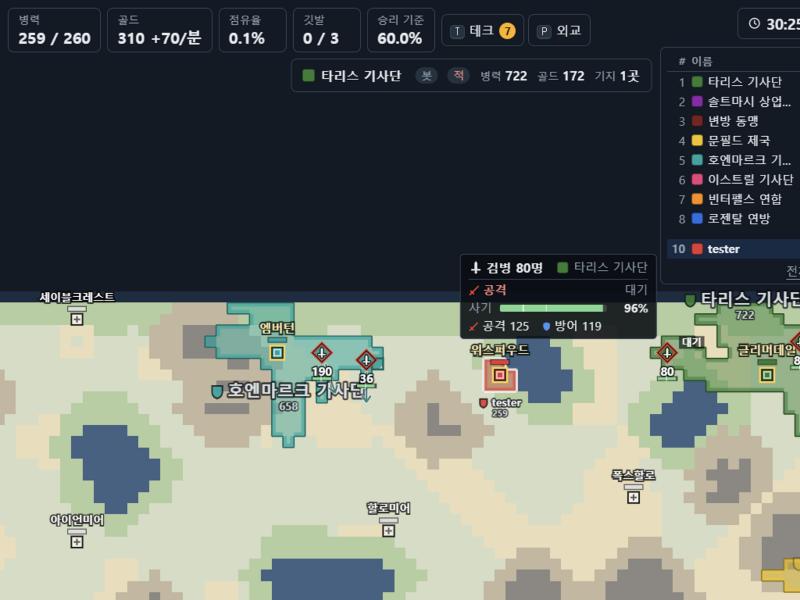 병력
259 / 260
골드
310 +70/분
점유율
0.1%
깃발
0 / 3
승리 기준
60.0%
T 테크 7
P 외교
30:25
타리스 기사단 봇 적 병력 722 골드 172 기지 1곳
# 이름
1 타리스 기사단
2 솔트마시 상업...
3 변방 동맹
4 문필드 제국
5 호엔마르크 기...
6 이스트릴 기사단
7 빈터펠스 연합
8 로젠탈 연방
10 tester
검병 80명 타리스 기사단
공격 대기
사기 96%
공격 125 방어 119
세이블크레스트
엠버턴
190
36
호엔마르크 기사단
658
tester
259
타리스 기사단
722
대기
80
글리머데일
폭스할로
할로미어
아이언미어